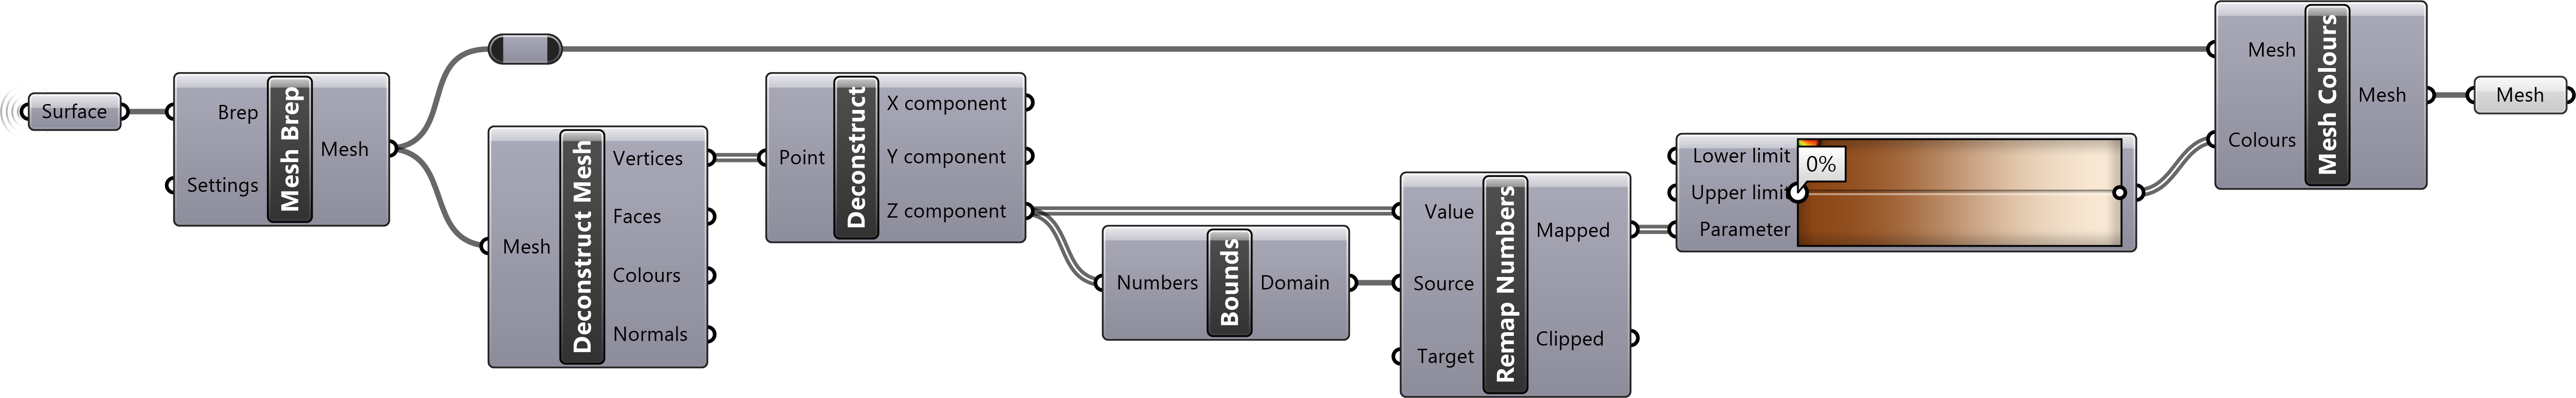 Surface
Brep
Settings
Mesh Brep
Mesh
Mesh
Deconstruct Mesh
Vertices
Faces
Colours
Normals
Point
Deconstruct
X component
Y component
Z component
Numbers
Bounds
Domain
Value
Source
Target
Remap Numbers
Mapped
Clipped
Lower limit
Upper limit
Parameter
0%
Mesh
Colours
Mesh Colours
Mesh
Mesh